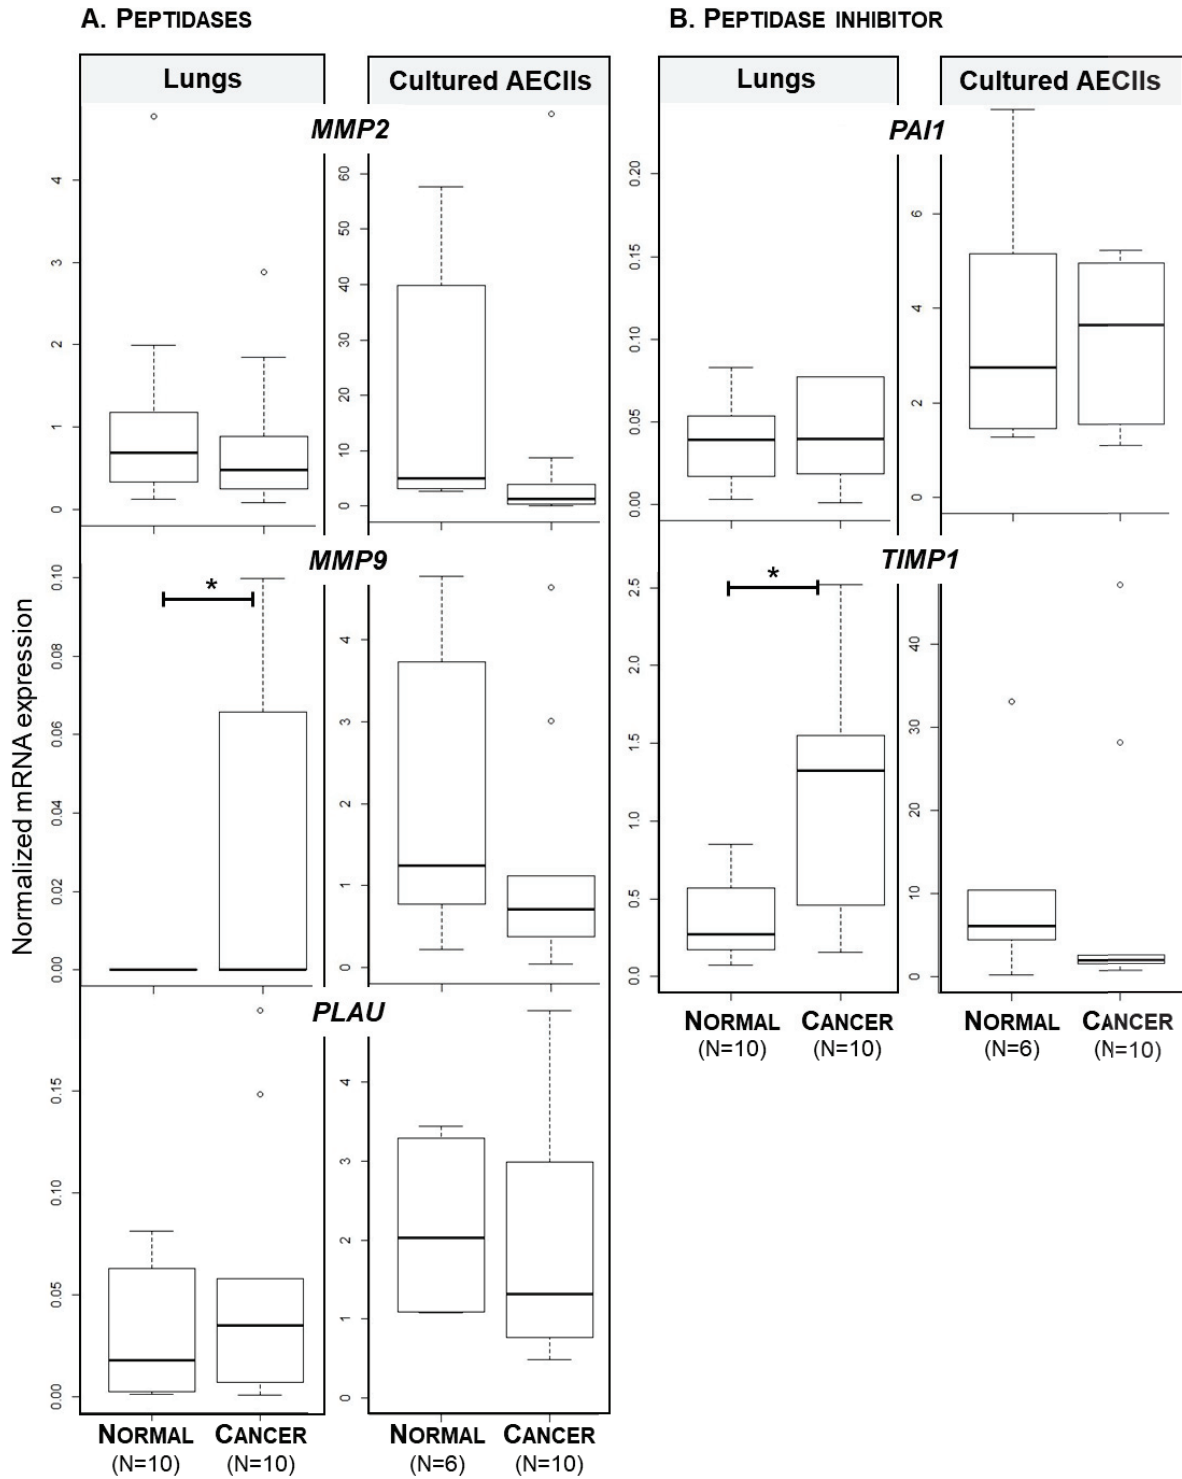 A. PEPTIDASES
B. PEPTIDASE INHIBITOR
Lungs
Cultured AECIIs
Lungs
Cultured AECIIs
MMP2
PAI1
4
3
2
1
0
60
50
40
30
20
10
0
0.20
0.15
0.10
0.05
0.00
6
4
2
0
MMP9
TIMP1
Normalized mRNA expression
0.10
0.08
0.06
0.04
0.02
0.00
*
4
3
2
1
0
2.5
2.0
1.5
1.0
0.5
0.0
*
40
30
20
10
0
NORMAL CANCER
(N=10) (N=10)
NORMAL CANCER
(N=6) (N=10)
PLAU
0.15
0.10
0.05
0.00
4
3
2
1
0
NORMAL CANCER
(N=10) (N=10)
NORMAL CANCER
(N=6) (N=10)